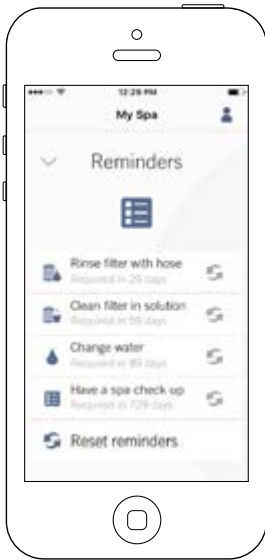 12:29 PM
My Spa
Reminders
Rinse filter with hose
Required in 29 days
Clean filter in solution
Required in 59 days
Change water
Required in 89 days
Have a spa check up
Required in 729 days
Reset reminders